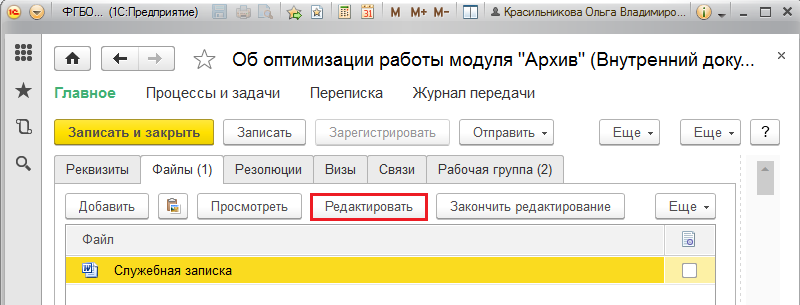 ФГБО... (1С:Предприятие) M M+ M- Красильникова Ольга Владимиро...
Об оптимизации работы модуля "Архив" (Внутренний доку...
Главное Процессы и задачи Переписка Журнал передачи
Записать и закрыть Записать Зарегистрировать Отправить Еще Еще ?
Реквизиты Файлы (1) Резолюции Визы Связи Рабочая группа (2)
Добавить Просмотреть Редактировать Закончить редактирование Еще
Файл
Служебная записка